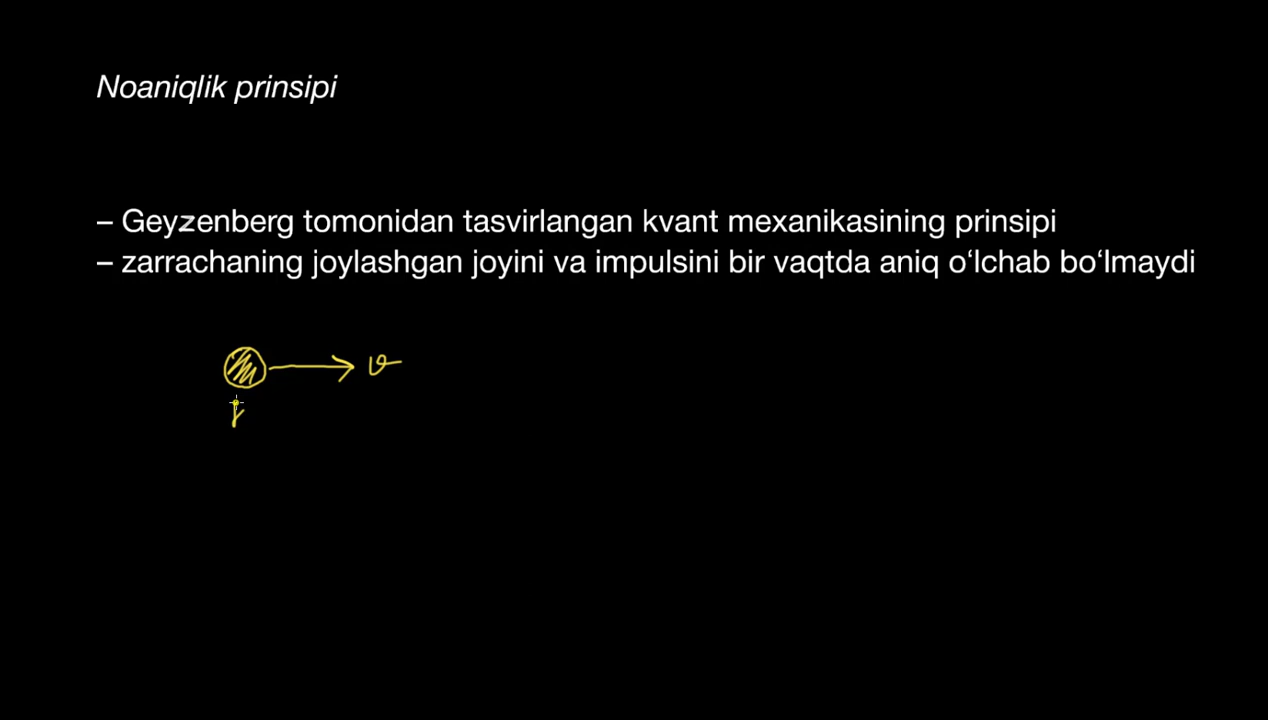 Noaniqlik prinsipi
– Geyzenberg tomonidan tasvirlangan kvant mexanikasining prinsipi
– zarrachaning joylashgan joyini va impulsini bir vaqtda aniq o‘lchab bo‘lmaydi
v